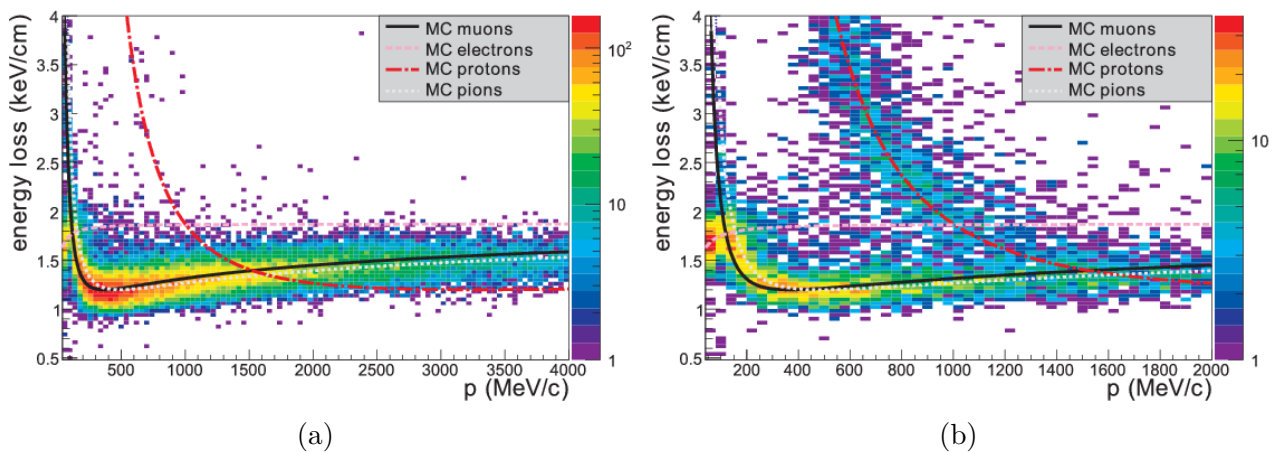 energy loss (keV/cm)
4
3.5
3
2.5
2
1.5
1
0.5
MC muons
MC electrons
MC protons
MC pions
10²
10
1
500 1000 1500 2000 2500 3000 3500 4000
p (MeV/c)
(a)
energy loss (keV/cm)
4
3.5
3
2.5
2
1.5
1
0.5
MC muons
MC electrons
MC protons
MC pions
10
1
200 400 600 800 1000 1200 1400 1600 1800 2000
p (MeV/c)
(b)